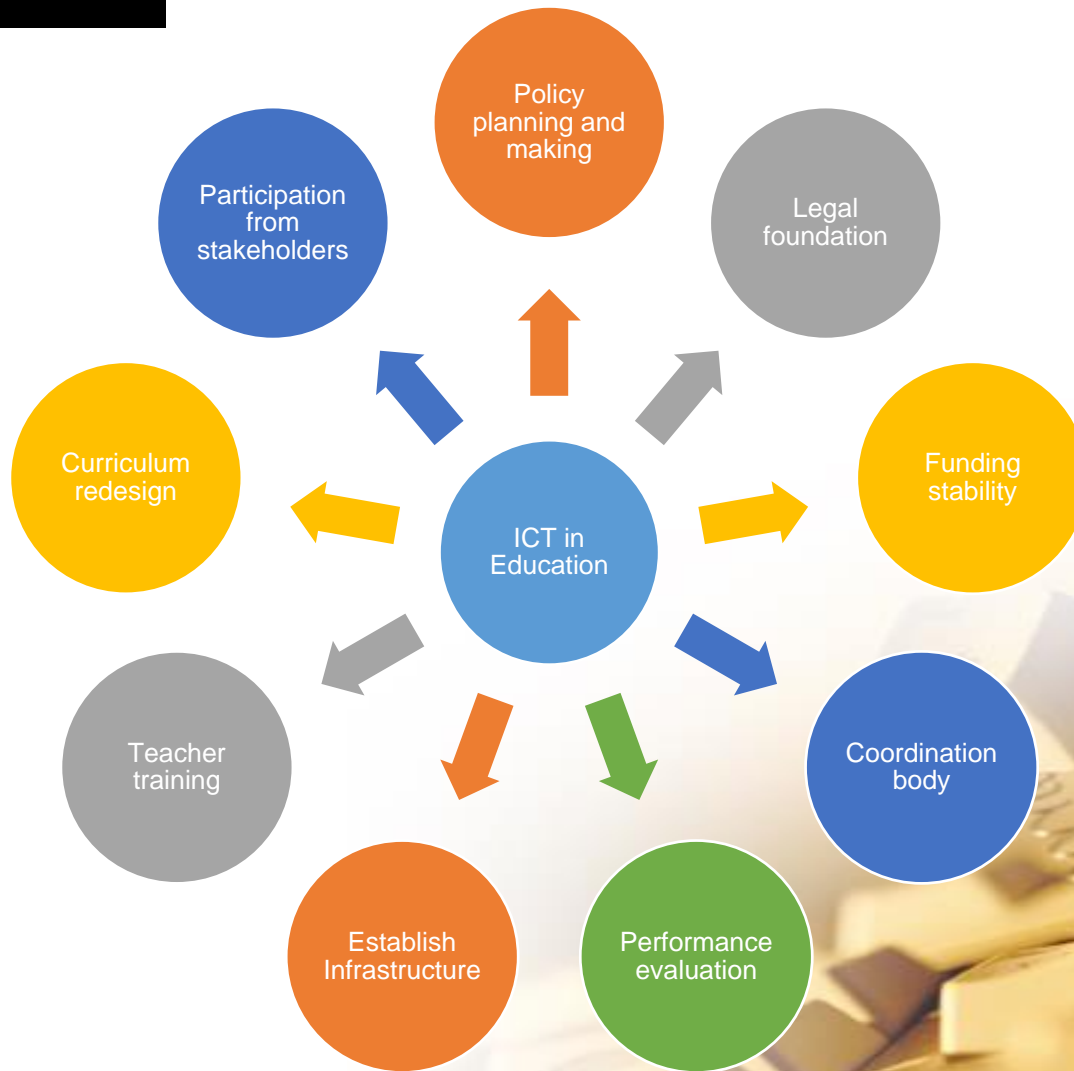 Policy
planning and
making
Legal
foundation
Funding
stability
Coordination
body
Performance
evaluation
Establish
Infrastructure
Teacher
training
Curriculum
redesign
Participation
from
stakeholders
ICT in
Education